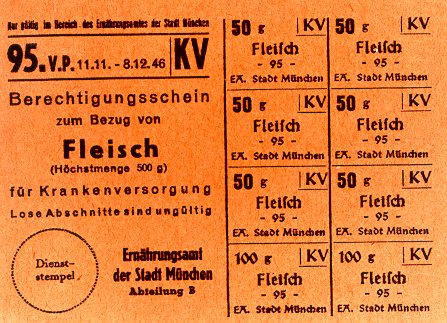 Nur gültig im Bereich des Ernährungsamtes der Stadt München
95. V.P. 11.11. - 8.12.46 KV
Berechtigungsschein
zum Bezug von
Fleisch
(Höchstmenge 500 g)
für Krankenversorgung
Lose Abschnitte sind ungültig
Dienst-
stempel
Ernährungsamt
der Stadt München
Abteilung B
50 g KV
Fleisch
- 95 -
EA. Stadt München
50 g KV
Fleisch
- 95 -
EA. Stadt München
50 g KV
Fleisch
- 95 -
EA. Stadt München
50 g KV
Fleisch
- 95 -
EA. Stadt München
50 g KV
Fleisch
- 95 -
EA. Stadt München
50 g KV
Fleisch
- 95 -
EA. Stadt München
100 g KV
Fleisch
- 95 -
EA. Stadt München
100 g KV
Fleisch
- 95 -
EA. Stadt München